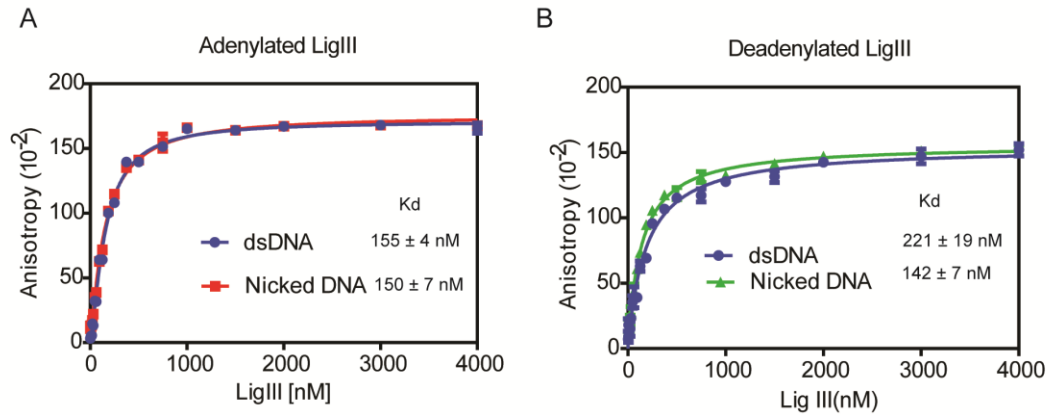 A
Adenylated LigIII
200
150
100
50
0
Anisotropy (10-2)
Kd
dsDNA 155 ± 4 nM
Nicked DNA 150 ± 7 nM
0 1000 2000 3000 4000
LigIII [nM]
B
Deadenylated LigIII
200
150
100
50
0
Anisotropy (10-2)
Kd
dsDNA 221 ± 19 nM
Nicked DNA 142 ± 7 nM
0 1000 2000 3000 4000
Lig III(nM)